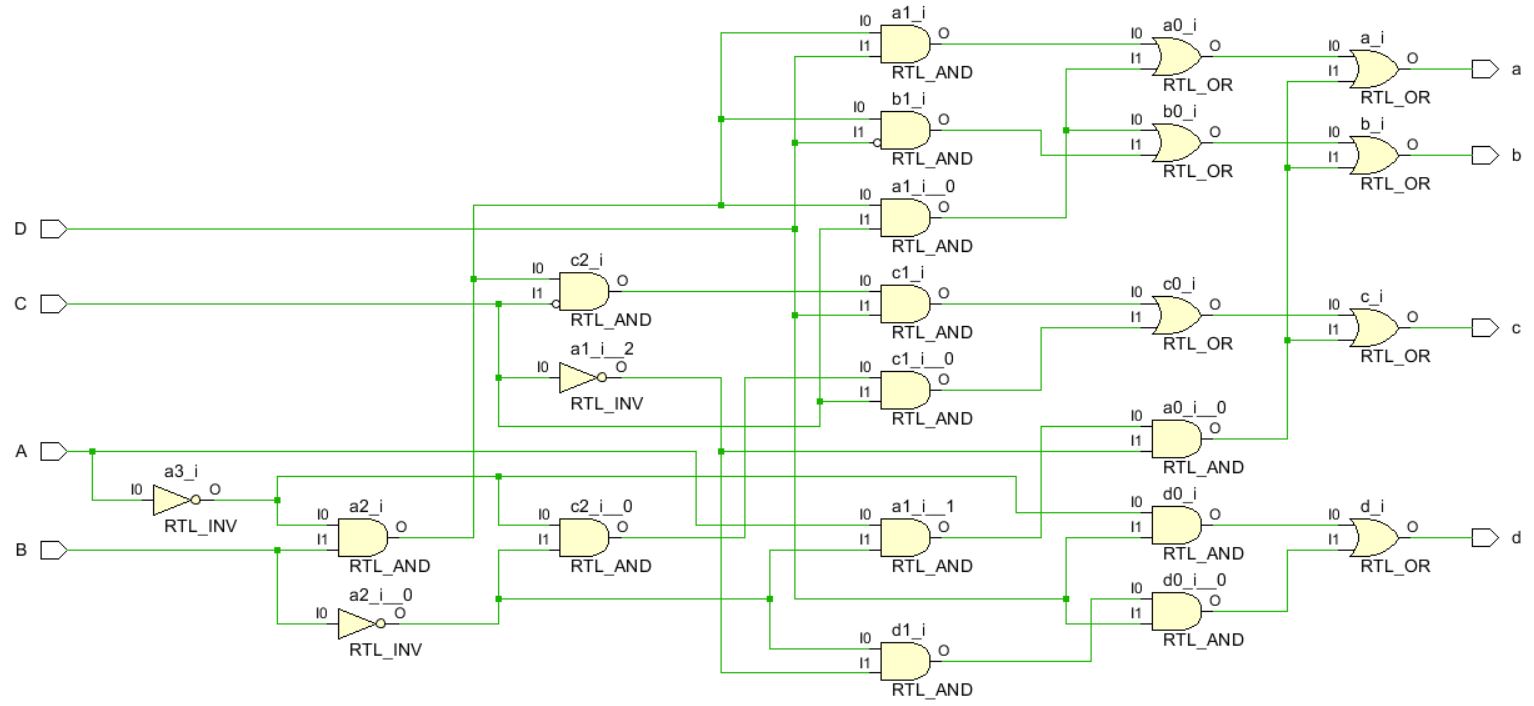 a1_i
I0
O
I1
RTL_AND
a0_i
I0
O
I1
RTL_OR
a_i
I0
O
I1
RTL_OR
a
b1_i
I0
O
I1
RTL_AND
b0_i
I0
O
I1
RTL_OR
b_i
I0
O
I1
RTL_OR
b
a1_i__0
I0
O
I1
RTL_AND
D
C
c2_i
I0
O
I1
RTL_AND
c1_i
I0
O
I1
RTL_AND
c0_i
I0
O
I1
RTL_OR
c_i
I0
O
I1
RTL_OR
c
a1_i__2
I0
O
RTL_INV
c1_i__0
I0
O
I1
RTL_AND
a0_i__0
I0
O
I1
RTL_AND
A
a3_i
I0
O
RTL_INV
B
a2_i
I0
O
I1
RTL_AND
c2_i__0
I0
O
I1
RTL_AND
a1_i__1
I0
O
I1
RTL_AND
d0_i
I0
O
I1
RTL_AND
d_i
I0
O
I1
RTL_OR
d
a2_i__0
I0
O
RTL_INV
d0_i__0
I0
O
I1
RTL_AND
d1_i
I0
O
I1
RTL_AND